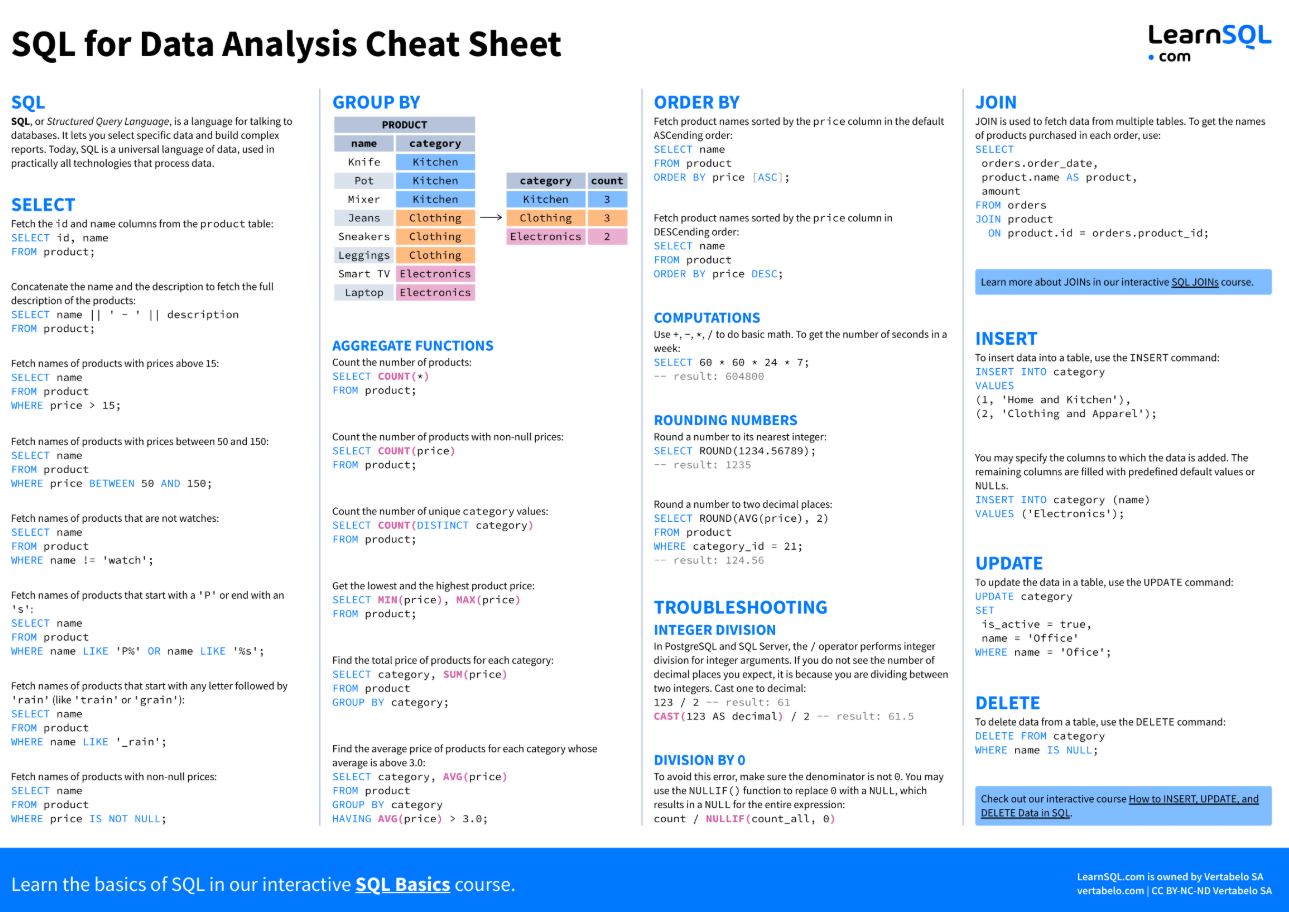 SQL for Data Analysis Cheat Sheet
LearnSQL
• com
SQL
SQL, or Structured Query Language, is a language for talking to
databases. It lets you select specific data and build complex
reports. Today, SQL is a universal language of data, used in
practically all technologies that process data.
SELECT
Fetch the id and name columns from the product table:
SELECT id, name
FROM product;
Concatenate the name and the description to fetch the full
description of the products:
SELECT name || ' - ' || description
FROM product;
Fetch names of products with prices above 15:
SELECT name
FROM product
WHERE price > 15;
Fetch names of products with prices between 50 and 150:
SELECT name
FROM product
WHERE price BETWEEN 50 AND 150;
Fetch names of products that are not watches:
SELECT name
FROM product
WHERE name != 'watch';
Fetch names of products that start with a 'P' or end with an
's':
SELECT name
FROM product
WHERE name LIKE 'P%' OR name LIKE '%s';
Fetch names of products that start with any letter followed by
'rain' (like 'train' or 'grain'):
SELECT name
FROM product
WHERE name LIKE '_rain';
Fetch names of products with non-null prices:
SELECT name
FROM product
WHERE price IS NOT NULL;
GROUP BY
PRODUCT
name category
Knife Kitchen
Pot Kitchen
Mixer Kitchen
Jeans Clothing
Sneakers Clothing
Leggings Clothing
Smart TV Electronics
Laptop Electronics
category count
Kitchen 3
Clothing 3
Electronics 2
AGGREGATE FUNCTIONS
Count the number of products:
SELECT COUNT(*)
FROM product;
Count the number of products with non-null prices:
SELECT COUNT(price)
FROM product;
Count the number of unique category values:
SELECT COUNT(DISTINCT category)
FROM product;
Get the lowest and the highest product price:
SELECT MIN(price), MAX(price)
FROM product;
Find the total price of products for each category:
SELECT category, SUM(price)
FROM product
GROUP BY category;
Find the average price of products for each category whose
average is above 3.0:
SELECT category, AVG(price)
FROM product
GROUP BY category
HAVING AVG(price) > 3.0;
ORDER BY
Fetch product names sorted by the price column in the default
ASCending order:
SELECT name
FROM product
ORDER BY price [ASC];
Fetch product names sorted by the price column in
DESCending order:
SELECT name
FROM product
ORDER BY price DESC;
COMPUTATIONS
Use +, -, *, / to do basic math. To get the number of seconds in a
week:
SELECT 60 * 60 * 24 * 7;
-- result: 604800
ROUNDING NUMBERS
Round a number to its nearest integer:
SELECT ROUND(1234.56789);
-- result: 1235
Round a number to two decimal places:
SELECT ROUND(AVG(price), 2)
FROM product
WHERE category_id = 21;
-- result: 124.56
TROUBLESHOOTING
INTEGER DIVISION
In PostgreSQL and SQL Server, the / operator performs integer
division for integer arguments. If you do not see the number of
decimal places you expect, it is because you are dividing between
two integers. Cast one to decimal:
123 / 2 -- result: 61
CAST(123 AS decimal) / 2 -- result: 61.5
DIVISION BY 0
To avoid this error, make sure the denominator is not 0. You may
use the NULLIF() function to replace 0 with a NULL, which
results in a NULL for the entire expression:
count / NULLIF(count_all, 0)
JOIN
JOIN is used to fetch data from multiple tables. To get the names
of products purchased in each order, use:
SELECT
orders.order_date,
product.name AS product,
amount
FROM orders
JOIN product
ON product.id = orders.product_id;
Learn more about JOINs in our interactive SQL JOINs course.
INSERT
To insert data into a table, use the INSERT command:
INSERT INTO category
VALUES
(1, 'Home and Kitchen'),
(2, 'Clothing and Apparel');
You may specify the columns to which the data is added. The
remaining columns are filled with predefined default values or
NULLs.
INSERT INTO category (name)
VALUES ('Electronics');
UPDATE
To update the data in a table, use the UPDATE command:
UPDATE category
SET
is_active = true,
name = 'Office'
WHERE name = 'Ofice';
DELETE
To delete data from a table, use the DELETE command:
DELETE FROM category
WHERE name IS NULL;
Check out our interactive course How to INSERT, UPDATE, and
DELETE Data in SQL.
Learn the basics of SQL in our interactive SQL Basics course.
LearnSQL.com is owned by Vertabelo SA
vertabelo.com | CC BY-NC-ND Vertabelo SA